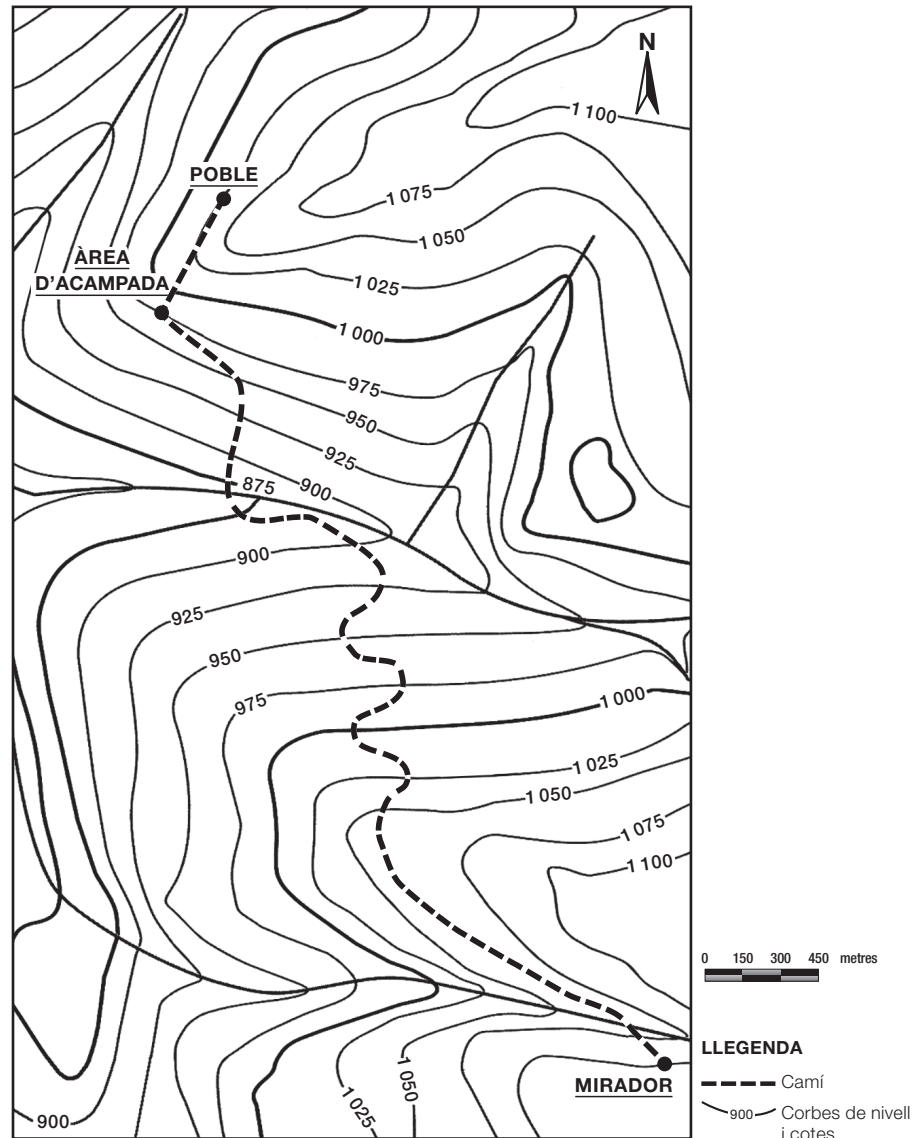 N
1 100
POBLE
1 075
1 050
ÀREA
D'ACAMPADA
1 025
1 000
975
950
925
900
875
900
925
950
975
1 000
1 025
1 050
1 075
1 100
0 150 300 450 metres
LLEGENDA
Camí
900 Corbes de nivell
i cotes
MIRADOR
1 050
1 025
900